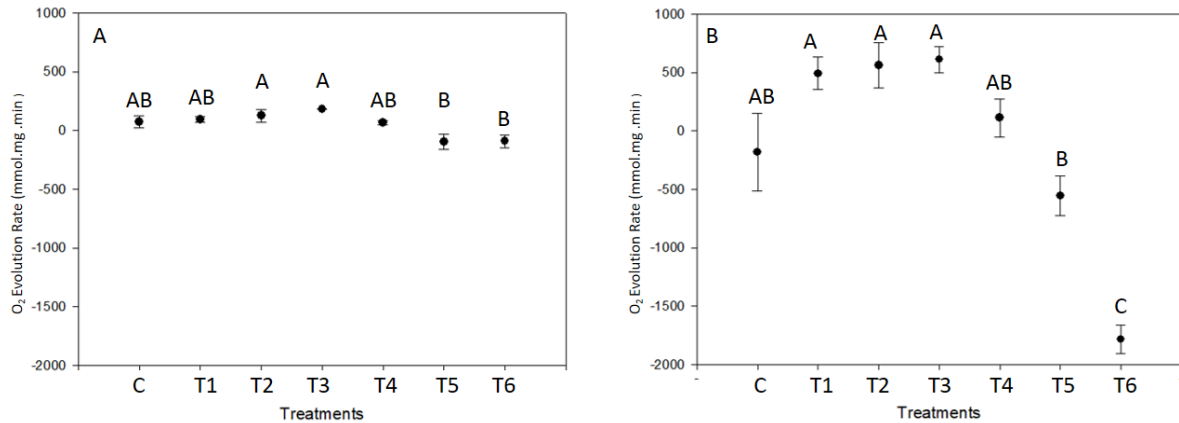 A
O2 Evolution Rate (mmol.mg .min )
1000
500
0
-500
-1000
-1500
-2000
AB
AB
A
A
AB
B
B
C
T1
T2
T3
T4
T5
T6
Treatments
B
O2 Evolution Rate (mmol.mg .min )
1000
500
0
-500
-1000
-1500
-2000
AB
A
A
A
AB
B
C
-
C
T1
T2
T3
T4
T5
T6
Treatments